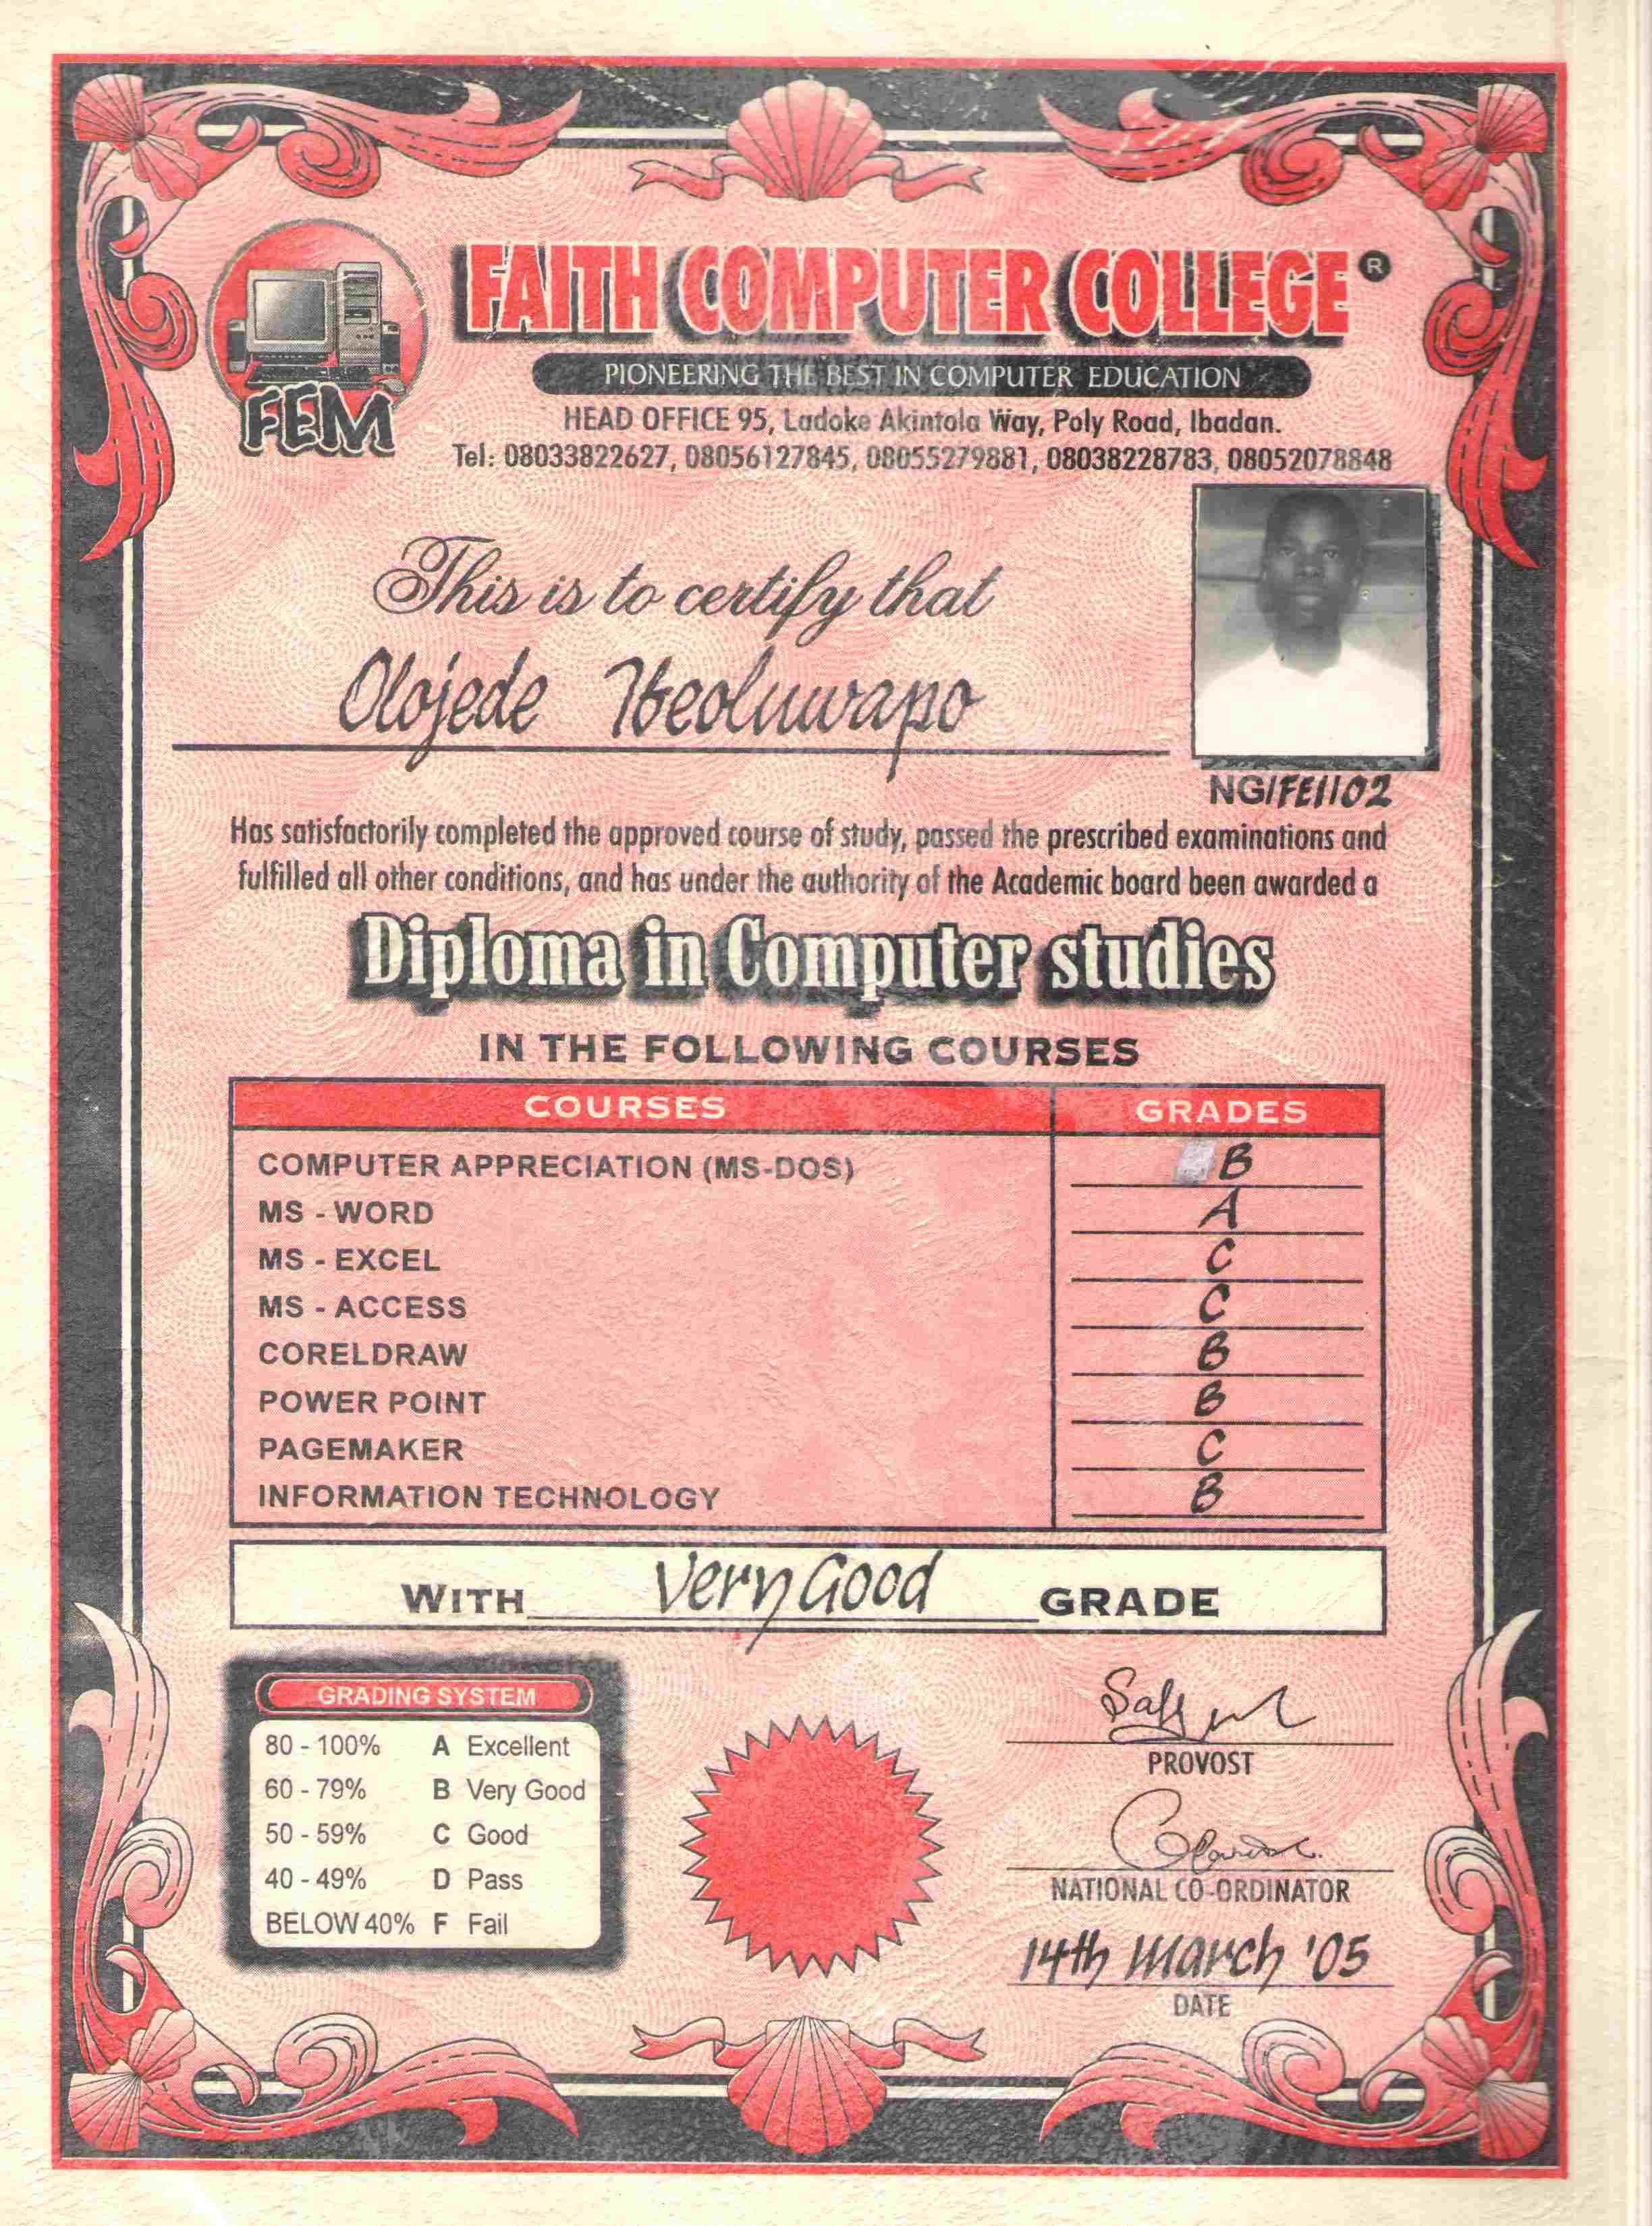 FAITH COMPUTER COLLEGE ®
FEM
PIONEERING THE BEST IN COMPUTER EDUCATION
HEAD OFFICE 95, Ladoke Akintola Way, Poly Road, Ibadan.
Tel: 08033822627, 08056127845, 08055279881, 08038228783, 08052078848
This is to certify that
Olojede Ifeoluwapo
NG/FE/1102
Has satisfactorily completed the approved course of study, passed the prescribed examinations and
fulfilled all other conditions, and has under the authority of the Academic board been awarded a
Diploma in Computer studies
IN THE FOLLOWING COURSES
COURSES GRADES
COMPUTER APPRECIATION (MS-DOS) B
MS - WORD A
MS - EXCEL C
MS - ACCESS C
CORELDRAW B
POWER POINT B
PAGEMAKER C
INFORMATION TECHNOLOGY B
WITH Very Good GRADE
GRADING SYSTEM
80 - 100% A Excellent
60 - 79% B Very Good
50 - 59% C Good
40 - 49% D Pass
BELOW 40% F Fail
PROVOST
NATIONAL CO-ORDINATOR
14th March '05
DATE